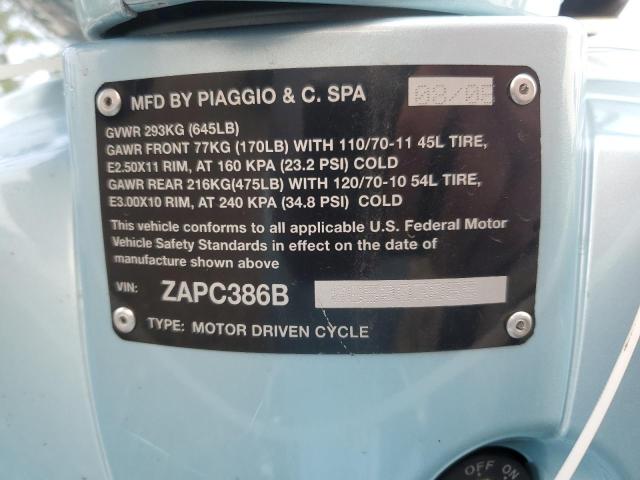 MFD BY PIAGGIO & C. SPA 08/05
GVWR 293KG (645LB)
GAWR FRONT 77KG (170LB) WITH 110/70-11 45L TIRE,
E2.50X11 RIM, AT 160 KPA (23.2 PSI) COLD
GAWR REAR 216KG(475LB) WITH 120/70-10 54L TIRE,
E3.00X10 RIM, AT 240 KPA (34.8 PSI) COLD
This vehicle conforms to all applicable U.S. Federal Motor
Vehicle Safety Standards in effect on the date of
manufacture shown above
VIN: ZAPC386B
TYPE: MOTOR DRIVEN CYCLE
OFF ON